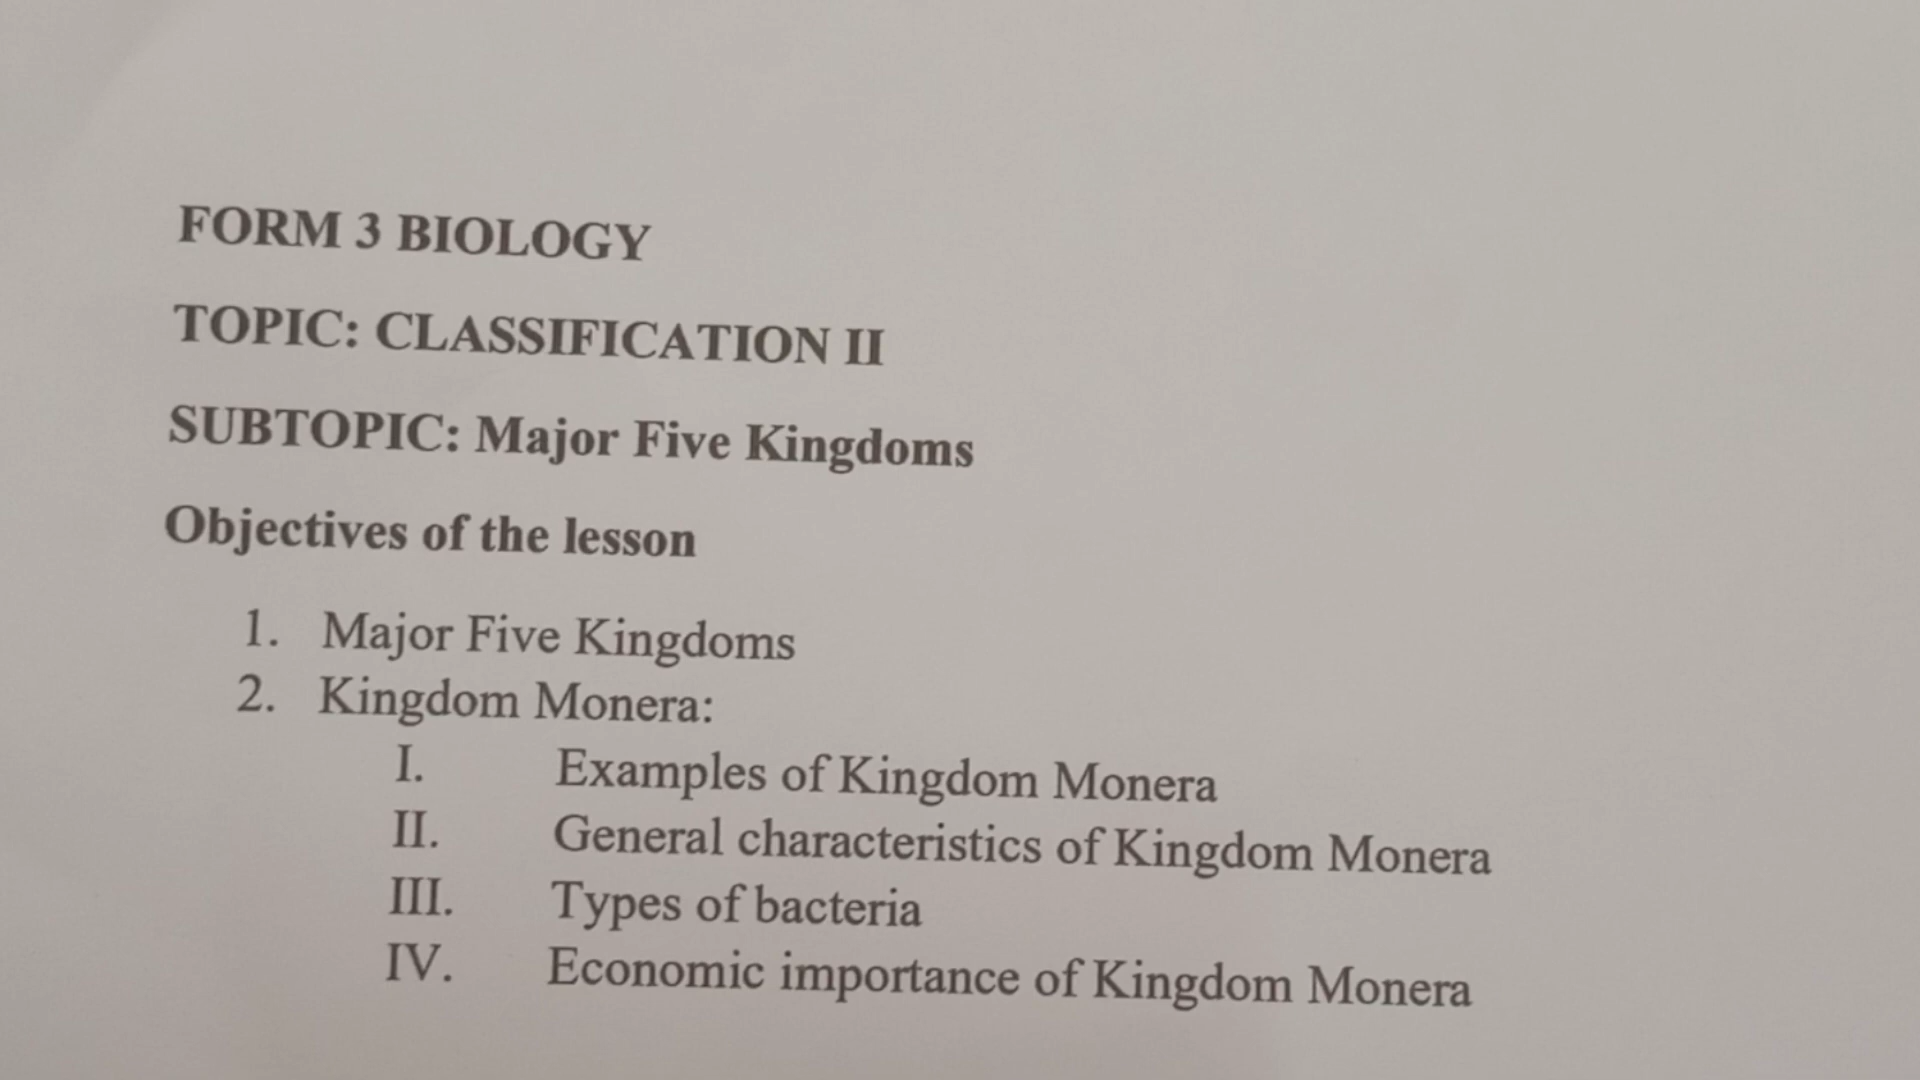 FORM 3 BIOLOGY
TOPIC: CLASSIFICATION II
SUBTOPIC: Major Five Kingdoms
Objectives of the lesson
1. Major Five Kingdoms
2. Kingdom Monera:
I. Examples of Kingdom Monera
II. General characteristics of Kingdom Monera
III. Types of bacteria
IV. Economic importance of Kingdom Monera